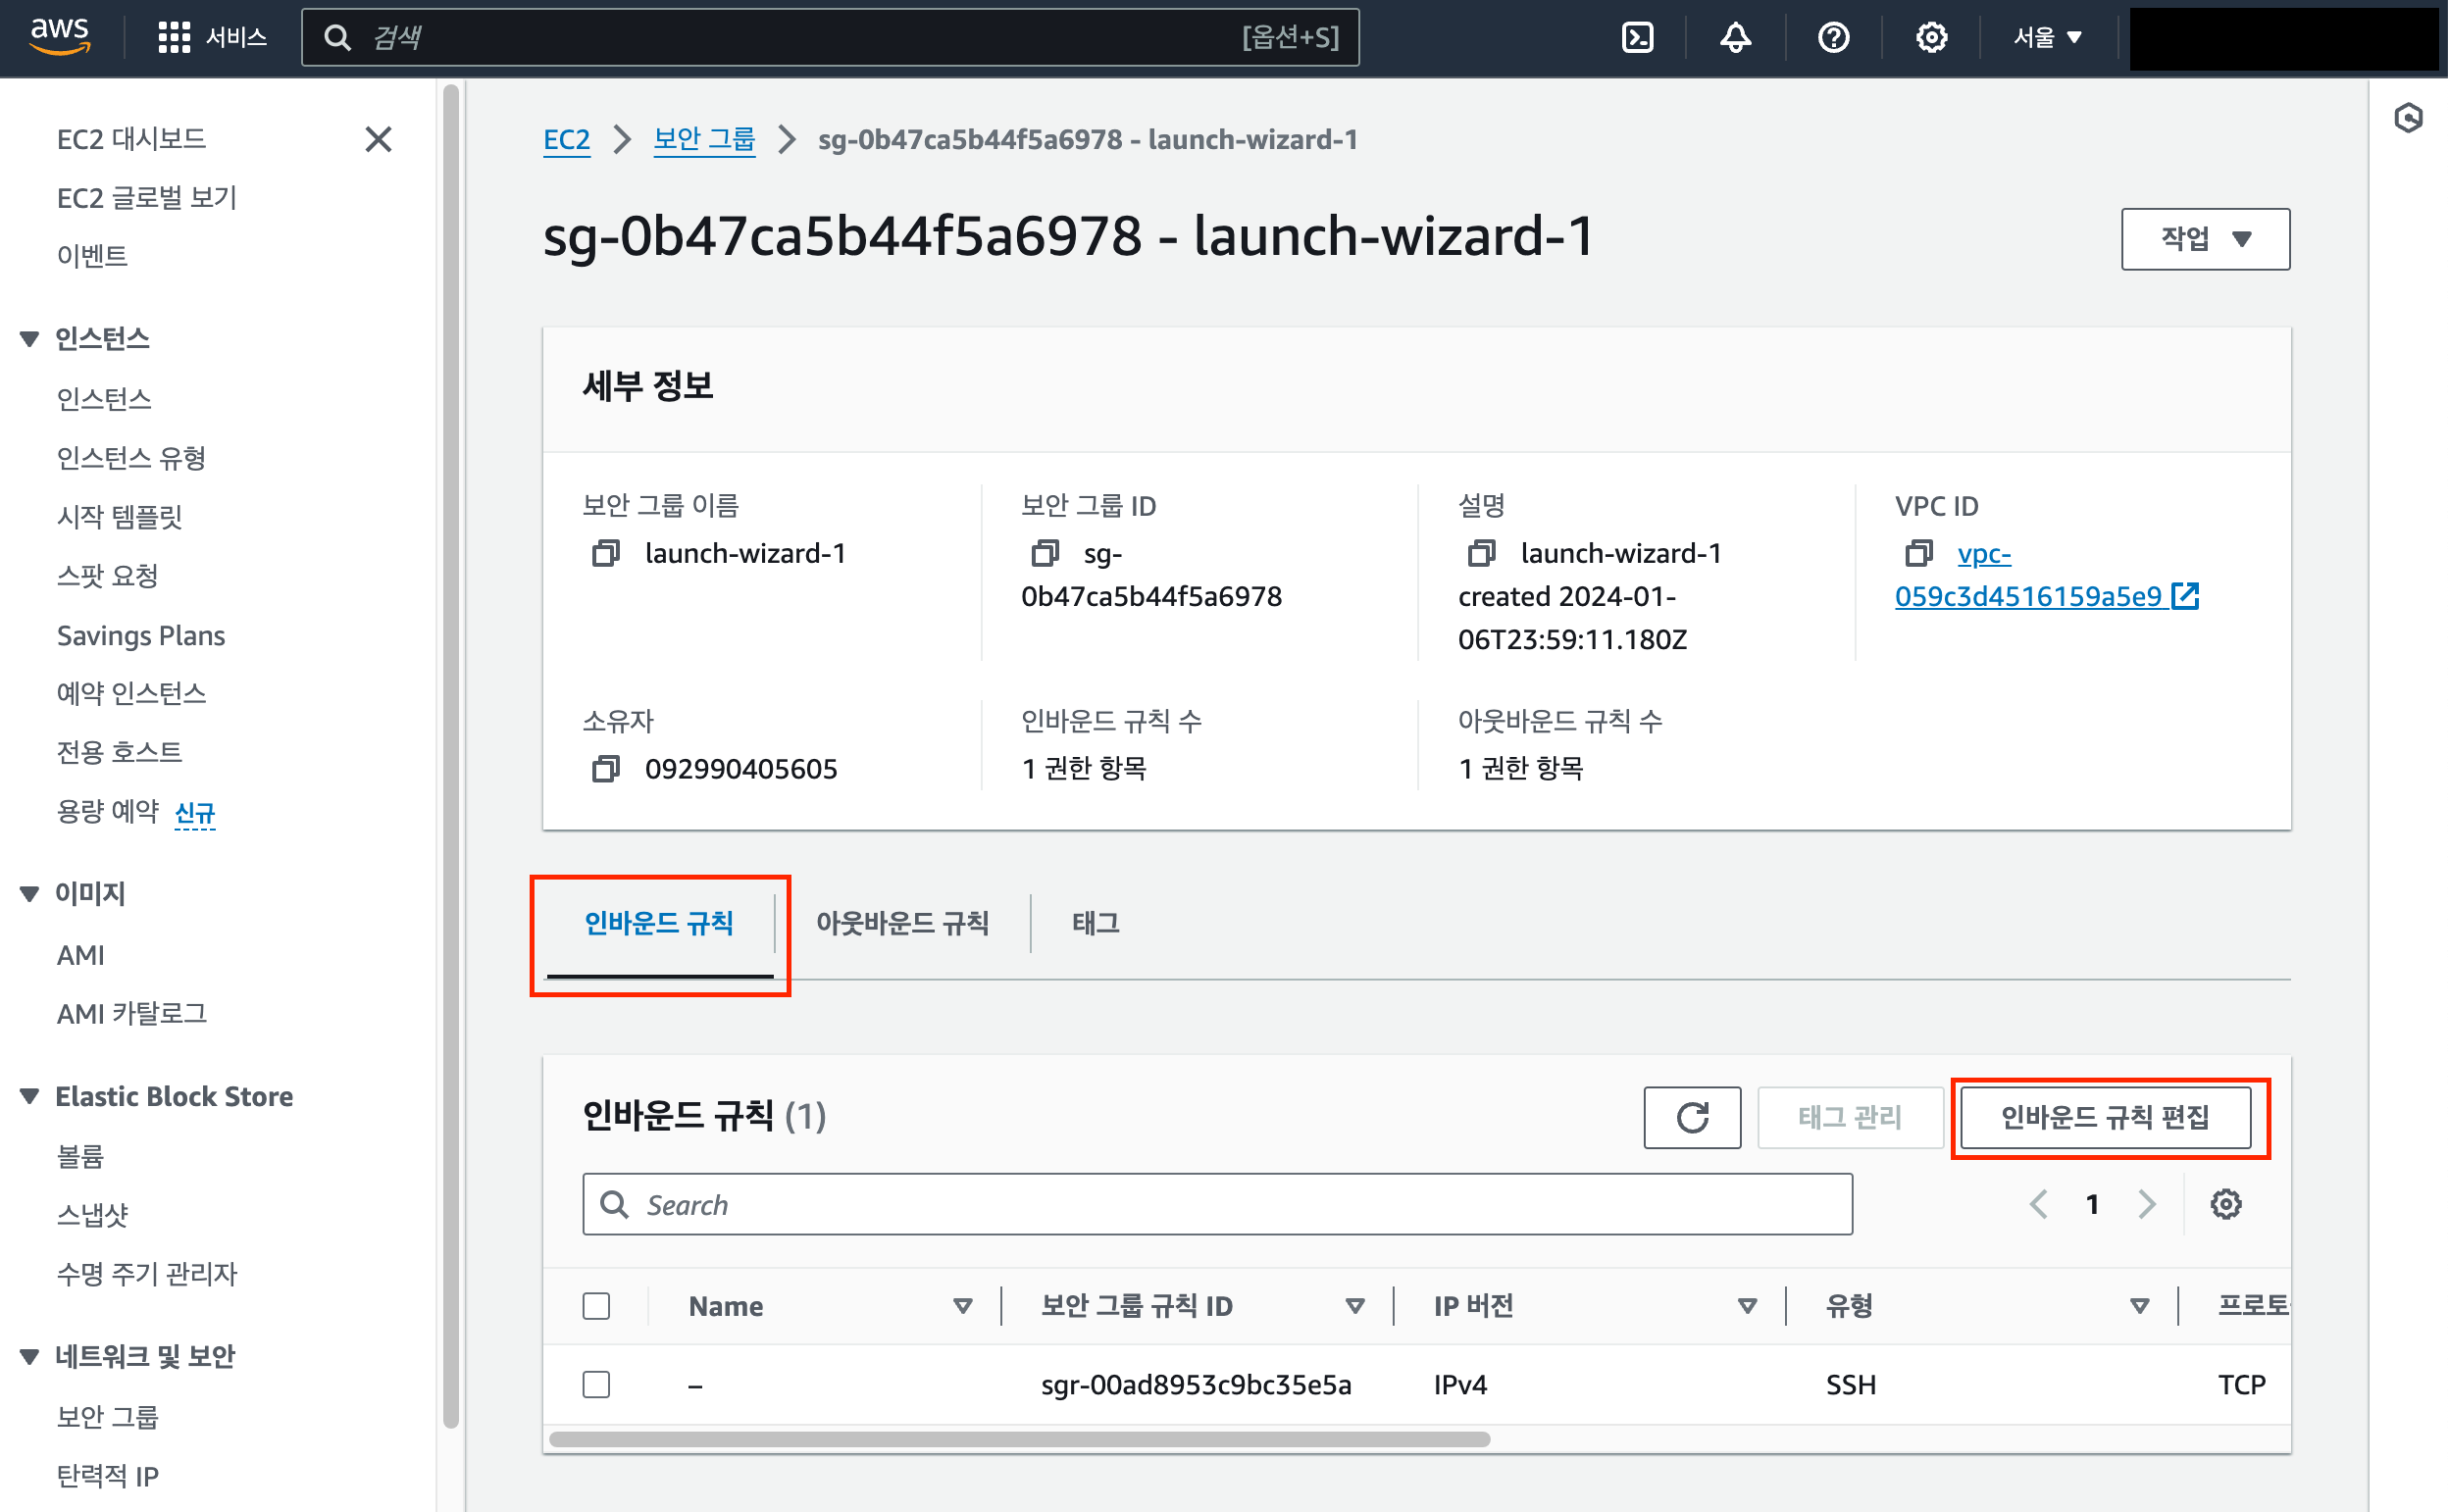 aws
서비스
검색
[옵션+S]
서울
EC2 대시보드
EC2 글로벌 보기
이벤트
인스턴스
인스턴스
인스턴스 유형
시작 템플릿
스팟 요청
Savings Plans
예약 인스턴스
전용 호스트
용량 예약 신규
이미지
AMI
AMI 카탈로그
Elastic Block Store
볼륨
스냅샷
수명 주기 관리자
네트워크 및 보안
보안 그룹
탄력적 IP
EC2 > 보안 그룹 > sg-0b47ca5b44f5a6978 - launch-wizard-1
sg-0b47ca5b44f5a6978 - launch-wizard-1
작업
세부 정보
보안 그룹 이름
launch-wizard-1
보안 그룹 ID
sg-
0b47ca5b44f5a6978
설명
launch-wizard-1
created 2024-01-
06T23:59:11.180Z
VPC ID
vpc-
059c3d4516159a5e9
소유자
092990405605
인바운드 규칙 수
1 권한 항목
아웃바운드 규칙 수
1 권한 항목
인바운드 규칙
아웃바운드 규칙
태그
인바운드 규칙 (1)
태그 관리
인바운드 규칙 편집
Search
1
Name
보안 그룹 규칙 ID
IP 버전
유형
프로토
–
sgr-00ad8953c9bc35e5a
IPv4
SSH
TCP